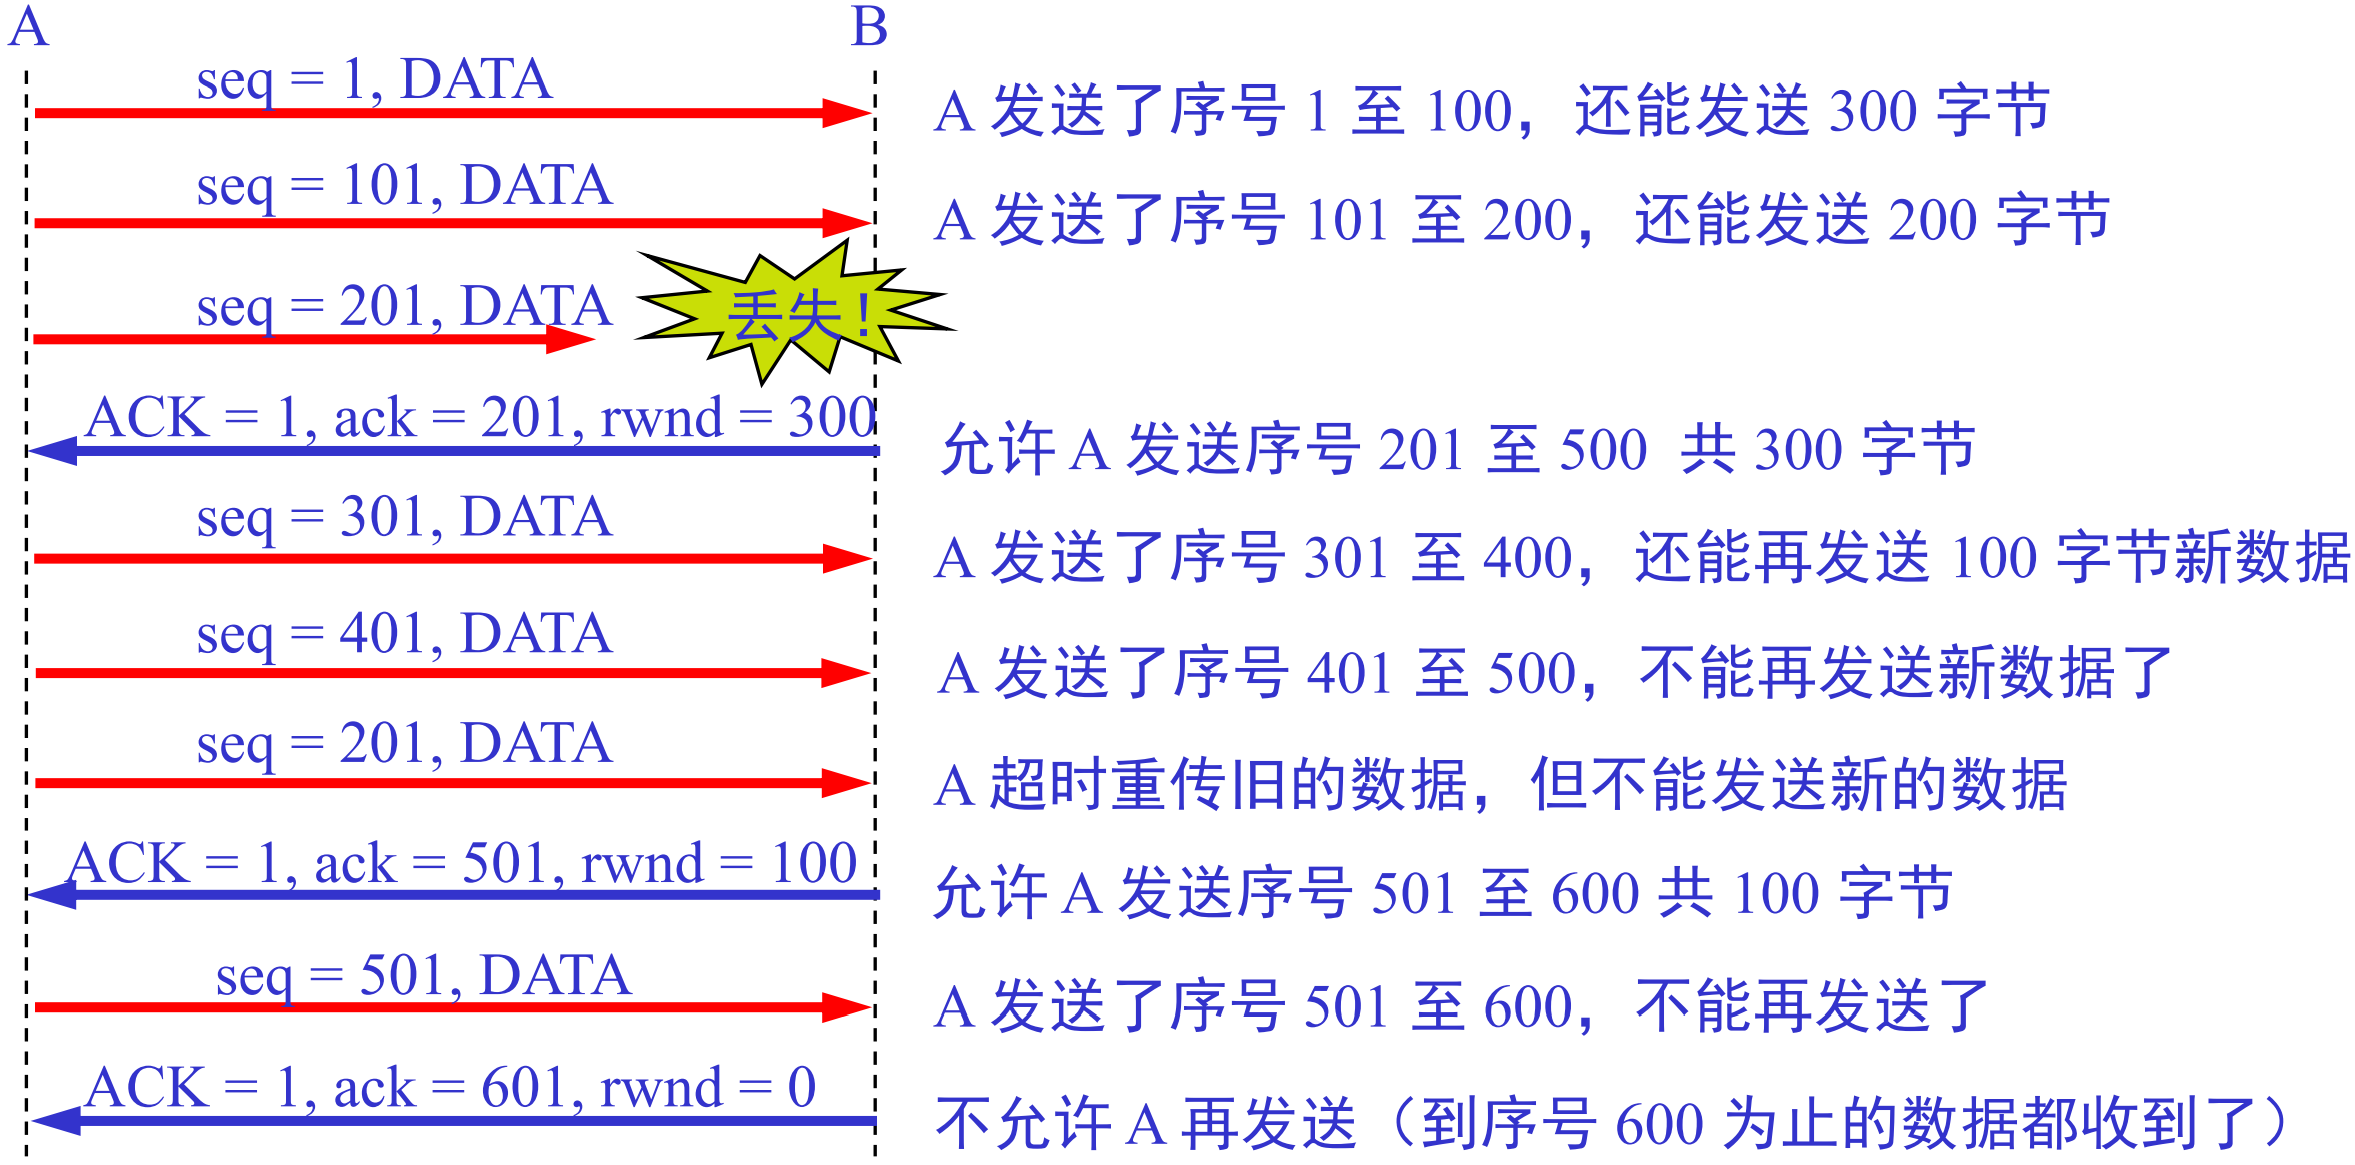 A
B
seq = 1, DATA
A 发送了序号 1 至 100，还能发送 300 字节
seq = 101, DATA
A 发送了序号 101 至 200，还能发送 200 字节
seq = 201, DATA
丢失！
ACK = 1, ack = 201, rwnd = 300
允许 A 发送序号 201 至 500 共 300 字节
seq = 301, DATA
A 发送了序号 301 至 400，还能再发送 100 字节新数据
seq = 401, DATA
A 发送了序号 401 至 500，不能再发送新数据了
seq = 201, DATA
A 超时重传旧的数据，但不能发送新的数据
ACK = 1, ack = 501, rwnd = 100
允许 A 发送序号 501 至 600 共 100 字节
seq = 501, DATA
A 发送了序号 501 至 600，不能再发送了
ACK = 1, ack = 601, rwnd = 0
不允许 A 再发送（到序号 600 为止的数据都收到了）